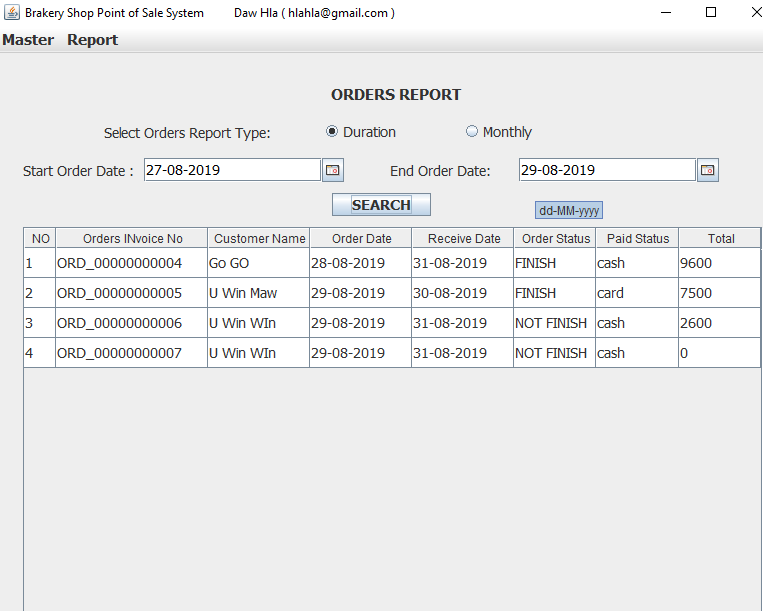 Brakery Shop Point of Sale System Daw Hla ( hlahla@gmail.com )
Master Report
ORDERS REPORT
Select Orders Report Type: Duration Monthly
Start Order Date : 27-08-2019 End Order Date: 29-08-2019
SEARCH
dd-MM-yyyy
NO Orders INvoice No Customer Name Order Date Receive Date Order Status Paid Status Total
1 ORD_00000000004 Go GO 28-08-2019 31-08-2019 FINISH cash 9600
2 ORD_00000000005 U Win Maw 29-08-2019 30-08-2019 FINISH card 7500
3 ORD_00000000006 U Win WIn 29-08-2019 31-08-2019 NOT FINISH cash 2600
4 ORD_00000000007 U Win WIn 29-08-2019 31-08-2019 NOT FINISH cash 0